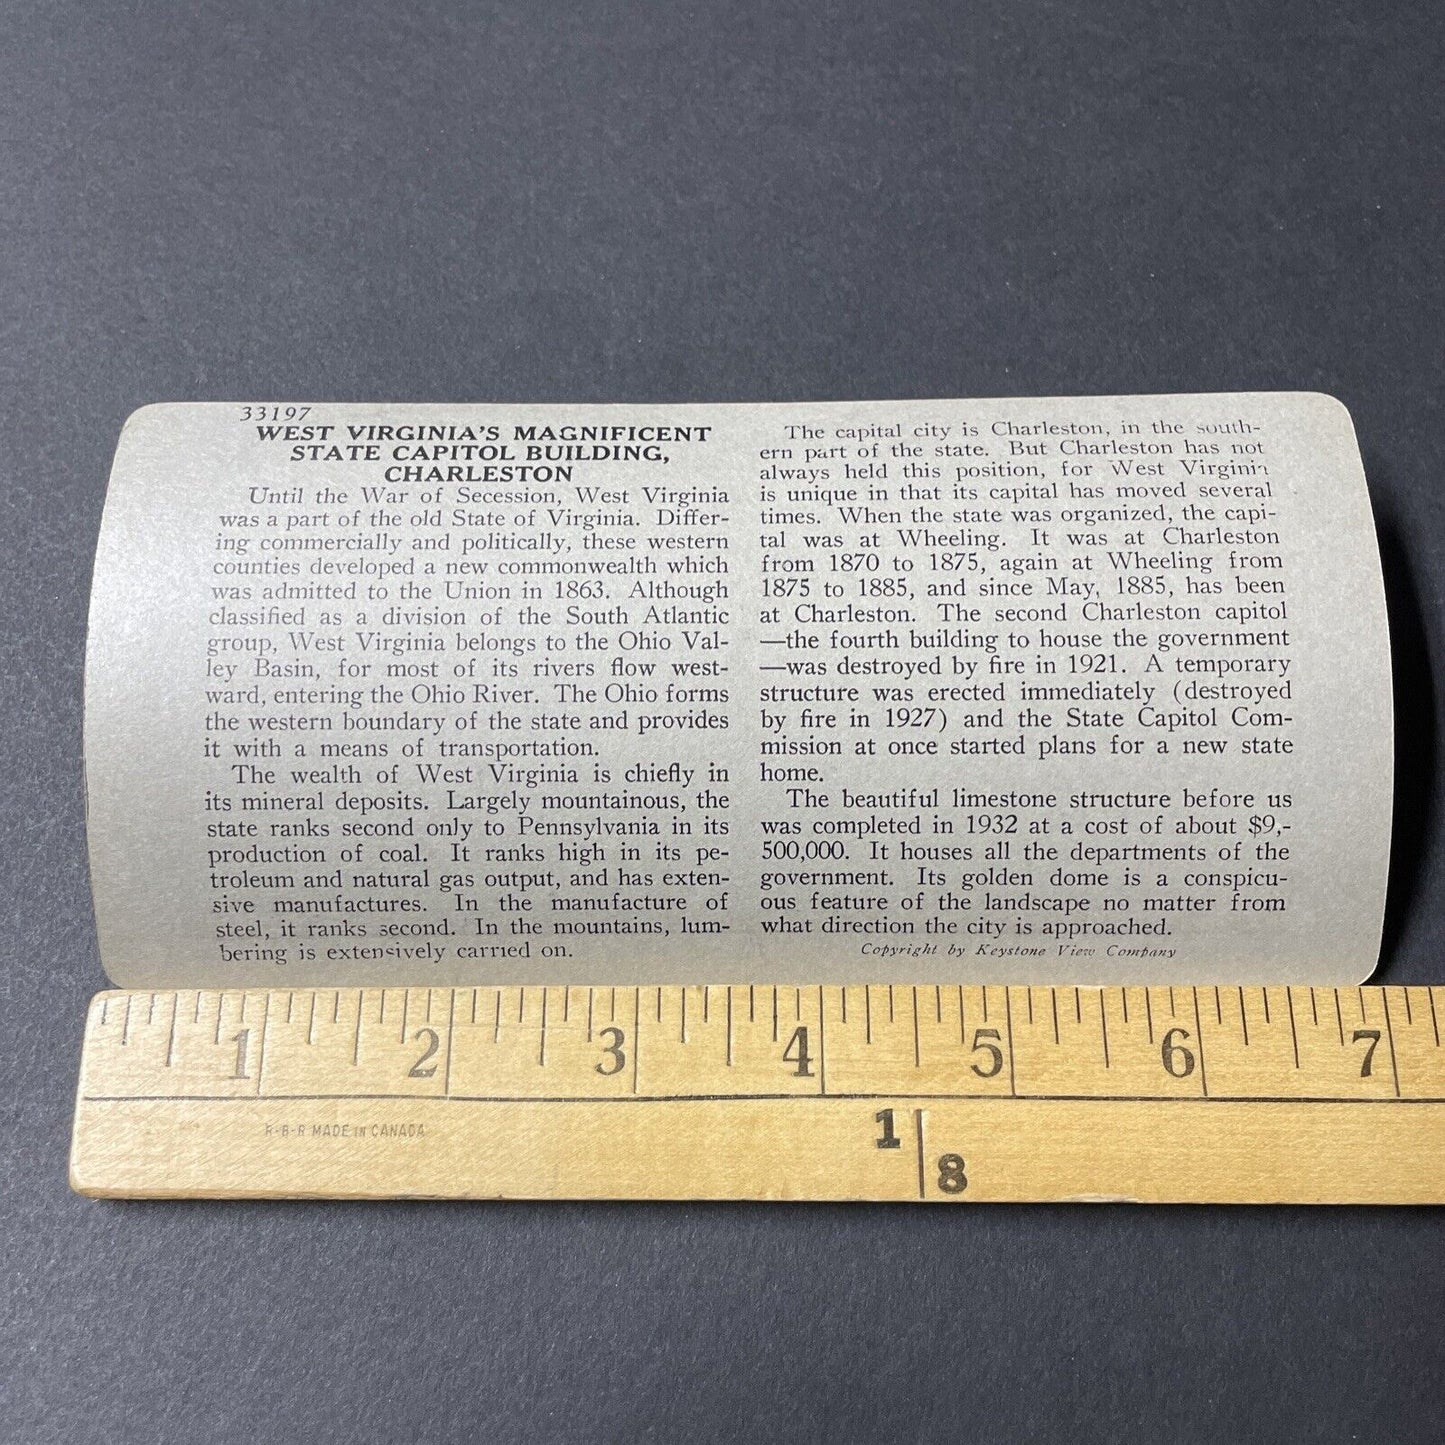 33197
WEST VIRGINIA'S MAGNIFICENT
STATE CAPITOL BUILDING,
CHARLESTON
Until the War of Secession, West Virginia
was a part of the old State of Virginia. Differ-
ing commercially and politically, these western
counties developed a new commonwealth which
was admitted to the Union in 1863. Although
classified as a division of the South Atlantic
group, West Virginia belongs to the Ohio Val-
ley Basin, for most of its rivers flow west-
ward, entering the Ohio River. The Ohio forms
the western boundary of the state and provides
it with a means of transportation.
The wealth of West Virginia is chiefly in
its mineral deposits. Largely mountainous, the
state ranks second only to Pennsylvania in its
production of coal. It ranks high in its pe-
troleum and natural gas output, and has exten-
sive manufactures. In the manufacture of
steel, it ranks second. In the mountains, lum-
bering is extensively carried on.
The capital city is Charleston, in the south-
ern part of the state. But Charleston has not
always held this position, for West Virginia
is unique in that its capital has moved several
times. When the state was organized, the capi-
tal was at Wheeling. It was at Charleston
from 1870 to 1875, again at Wheeling from
1875 to 1885, and since May, 1885, has been
at Charleston. The second Charleston capitol
—the fourth building to house the government
—was destroyed by fire in 1921. A temporary
structure was erected immediately (destroyed
by fire in 1927) and the State Capitol Com-
mission at once started plans for a new state
home.
The beautiful limestone structure before us
was completed in 1932 at a cost of about $9,-
500,000. It houses all the departments of the
government. Its golden dome is a conspicu-
ous feature of the landscape no matter from
what direction the city is approached.
Copyright by Keystone View Company
1 2 3 4 5 6 7
R-B-R MADE IN CANADA
1 8